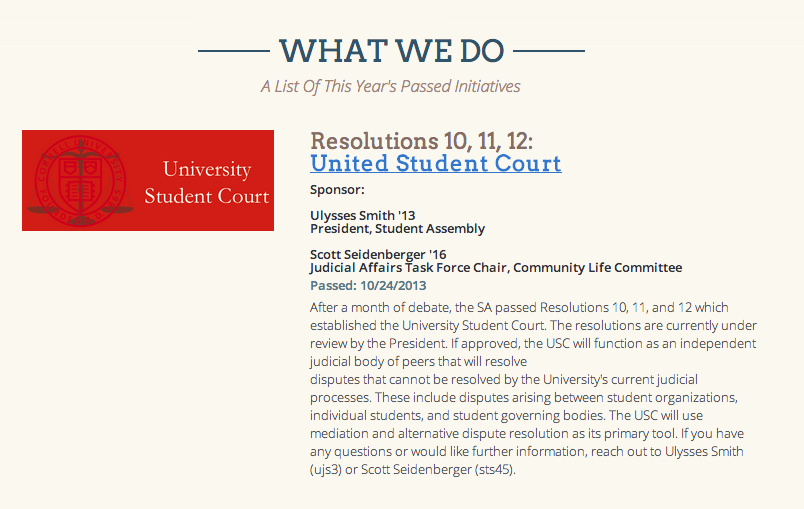 WHAT WE DO
A List Of This Year's Passed Initiatives
University
Student Court
Resolutions 10, 11, 12:
United Student Court
Sponsor:
Ulysses Smith '13
President, Student Assembly
Scott Seidenberger '16
Judicial Affairs Task Force Chair, Community Life Committee
Passed: 10/24/2013
After a month of debate, the SA passed Resolutions 10, 11, and 12 which
established the University Student Court. The resolutions are currently under
review by the President. If approved, the USC will function as an independent
judicial body of peers that will resolve
disputes that cannot be resolved by the University's current judicial
processes. These include disputes arising between student organizations,
individual students, and student governing bodies. The USC will use
mediation and alternative dispute resolution as its primary tool. If you have
any questions or would like further information, reach out to Ulysses Smith
(ujs3) or Scott Seidenberger (sts45).